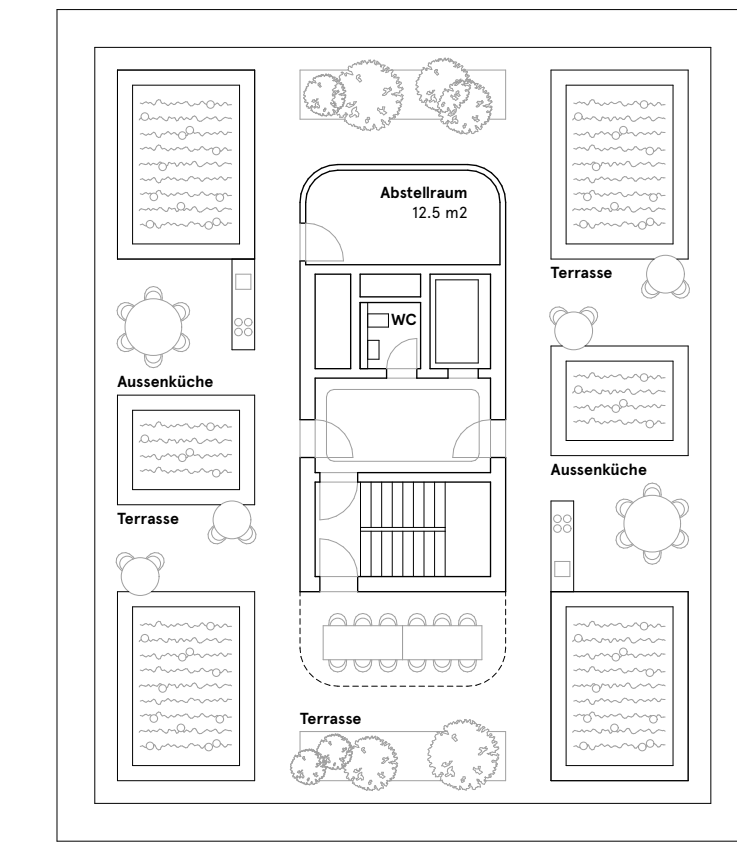 Abstellraum
12.5 m2
Terrasse
WC
Aussenküche
Aussenküche
Terrasse
Terrasse